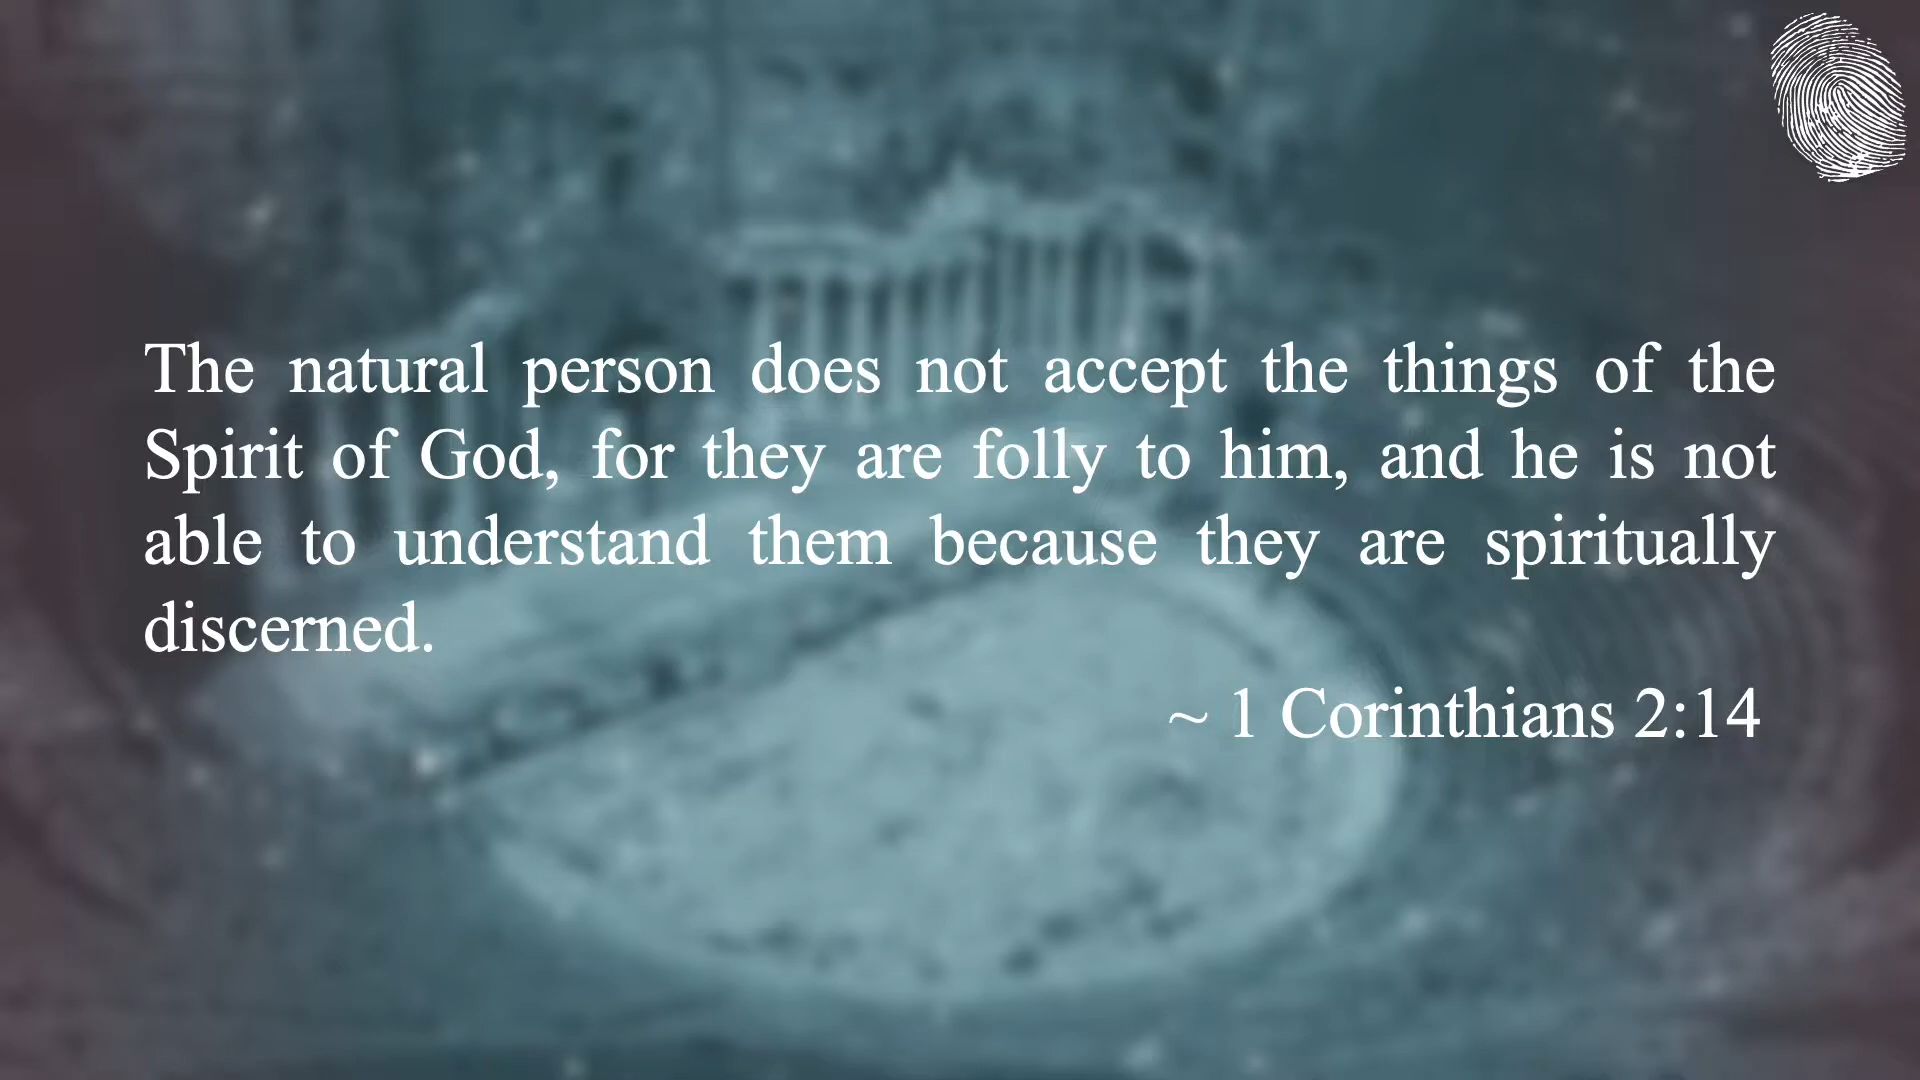 The natural person does not accept the things of the
Spirit of God, for they are folly to him, and he is not
able to understand them because they are spiritually
discerned.
~ 1 Corinthians 2:14